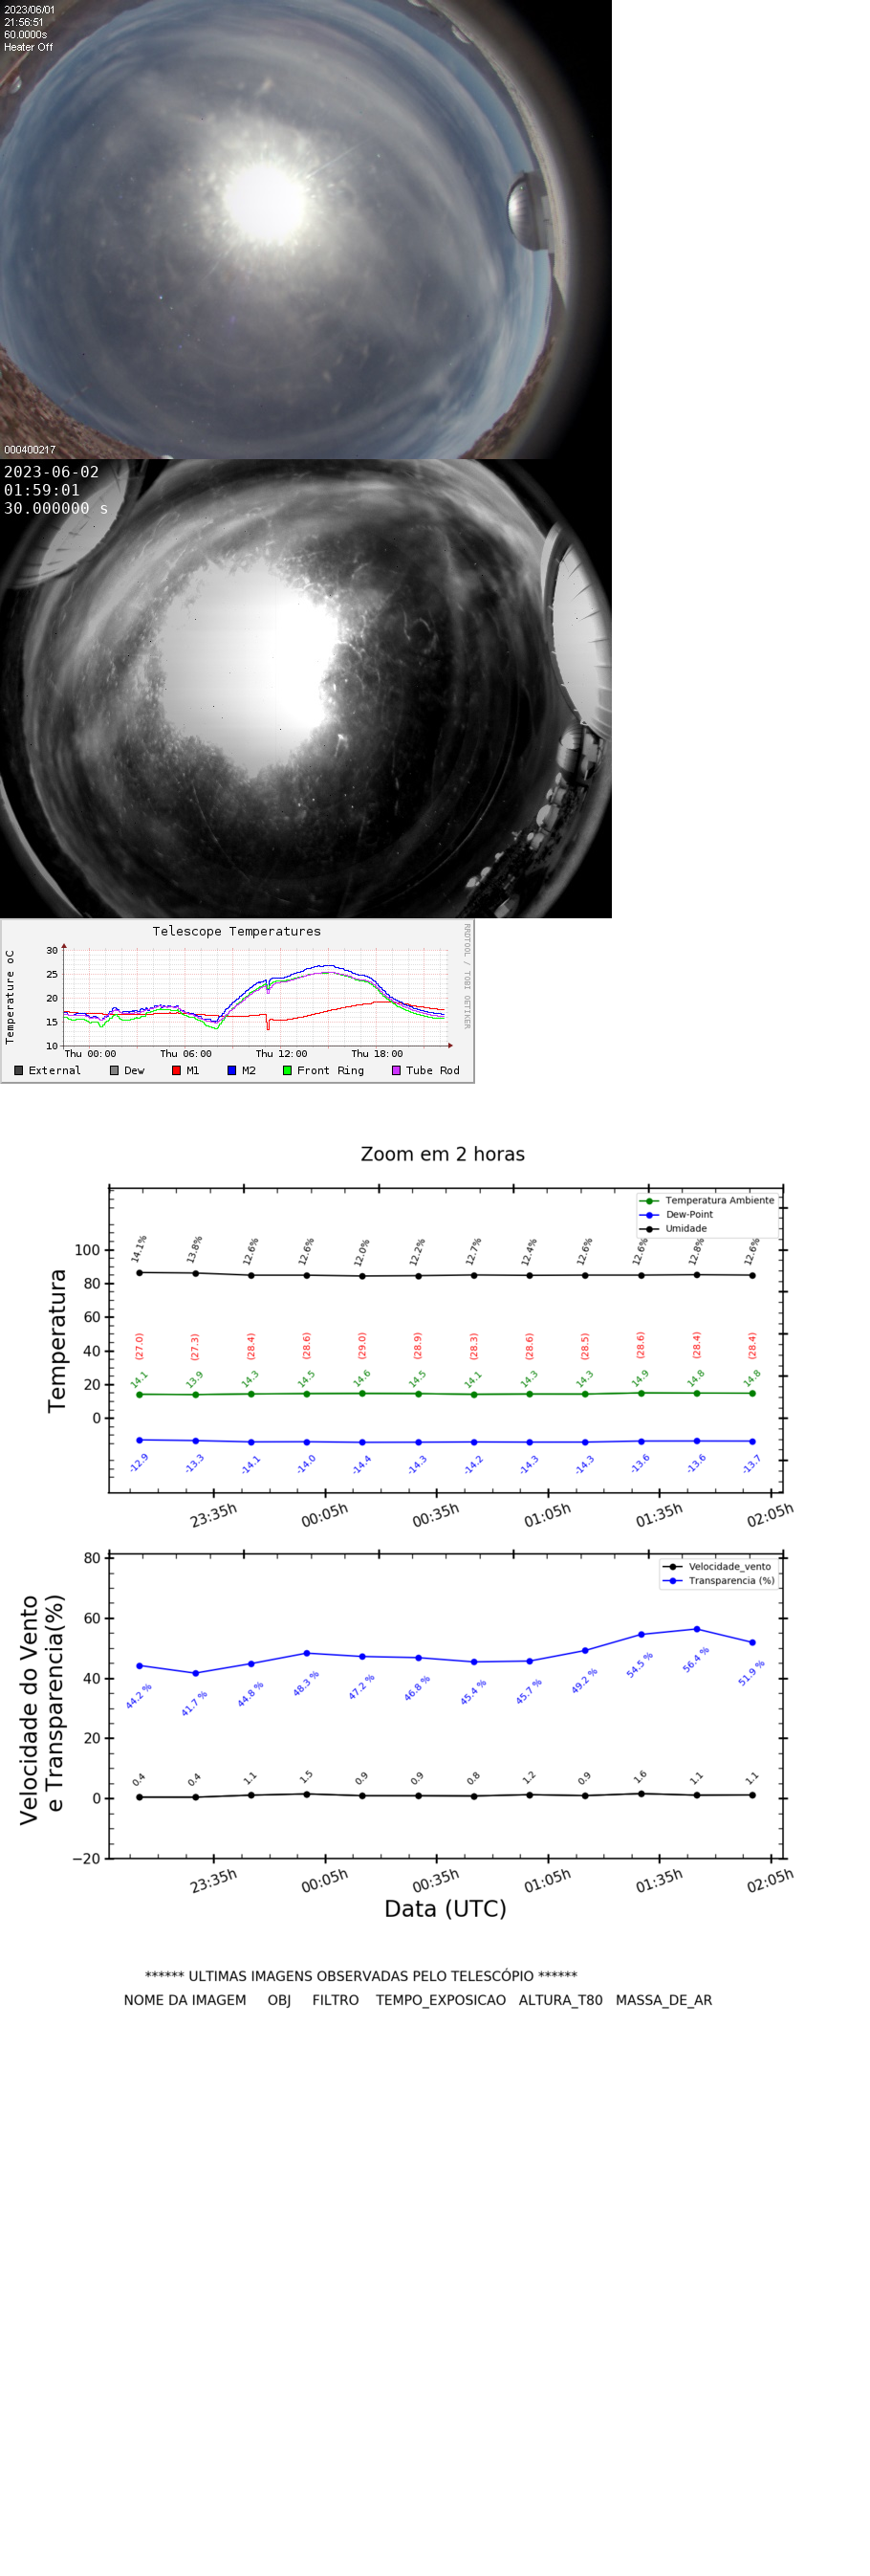 2023/06/01
21:56:51
60.0000s
Heater Off
000400217
2023-06-02
01:59:01
30.000000 s
Telescope Temperatures
RRDTOOL / TOBI OETIKER
Temperature oC
30
25
20
15
10
Thu 00:00 Thu 06:00 Thu 12:00 Thu 18:00
External Dew M1 M2 Front Ring Tube Rod
Zoom em 2 horas
Temperatura Ambiente
Dew-Point
Umidade
Temperatura
100
80
60
40
20
0
14.1% 13.8% 12.6% 12.6% 12.0% 12.2% 12.7% 12.4% 12.6% 12.6% 12.8% 12.6%
(27.0) (27.3) (28.4) (28.6) (29.0) (28.9) (28.3) (28.6) (28.5) (28.6) (28.4) (28.4)
14.1 13.9 14.3 14.5 14.6 14.5 14.1 14.3 14.3 14.9 14.8 14.8
-12.9 -13.3 -14.1 -14.0 -14.4 -14.3 -14.2 -14.3 -14.3 -13.6 -13.6 -13.7
23:35h 00:05h 00:35h 01:05h 01:35h 02:05h
Velocidade_vento
Transparencia (%)
Velocidade do Vento
e Transparencia(%)
80
60
40
20
0
−20
44.2 % 41.7 % 44.8 % 48.3 % 47.2 % 46.8 % 45.4 % 45.7 % 49.2 % 54.5 % 56.4 % 51.9 %
0.4 0.4 1.1 1.5 0.9 0.9 0.8 1.2 0.9 1.6 1.1 1.1
23:35h 00:05h 00:35h 01:05h 01:35h 02:05h
Data (UTC)
****** ULTIMAS IMAGENS OBSERVADAS PELO TELESCÓPIO ******
NOME DA IMAGEM OBJ FILTRO TEMPO_EXPOSICAO ALTURA_T80 MASSA_DE_AR